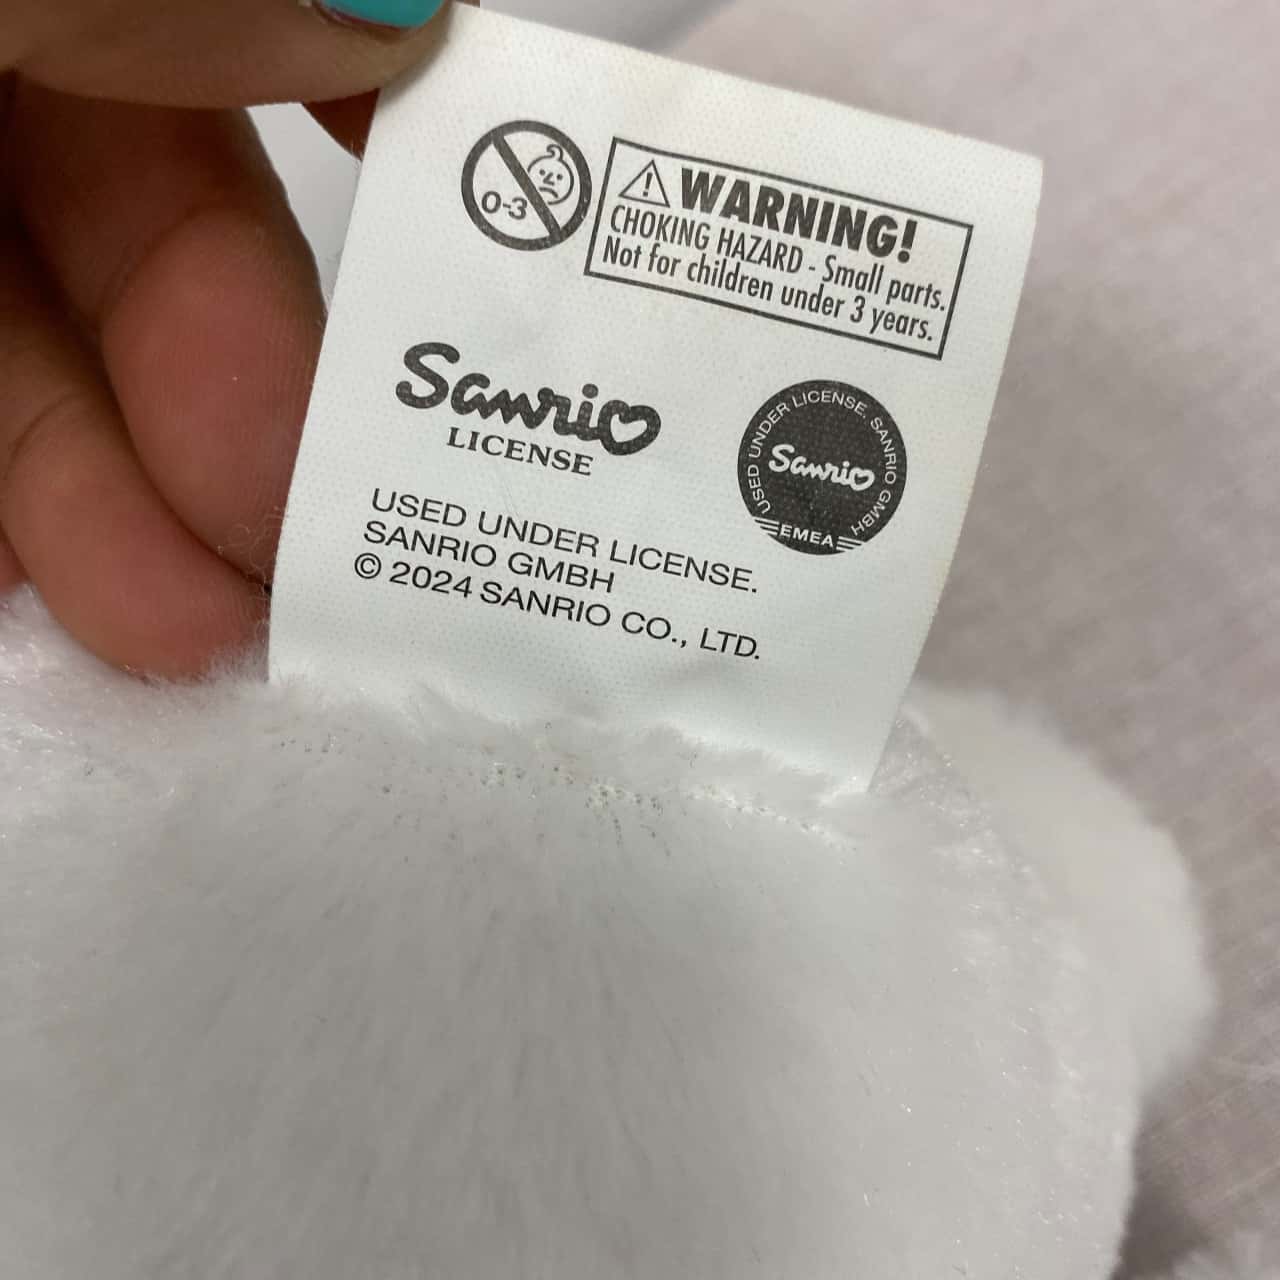 0-3
WARNING!
CHOKING HAZARD - Small parts.
Not for children under 3 years.
Sanrio
LICENSE
USED UNDER LICENSE. SANRIO GMBH
Sanrio
EMEA
USED UNDER LICENSE.
SANRIO GMBH
© 2024 SANRIO CO., LTD.